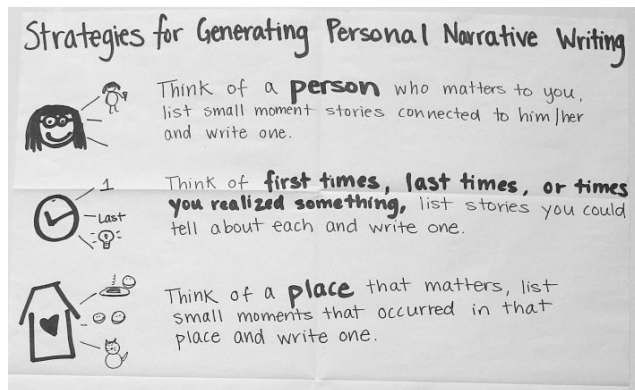 Strategies for Generating Personal Narrative Writing
Think of a person who matters to you,
list small moment stories connected to him/her
and write one.
1
Think of first times, last times, or times
Last
you realized something, list stories you could
tell about each and write one.
Think of a place that matters, list
small moments that occurred in that
place and write one.